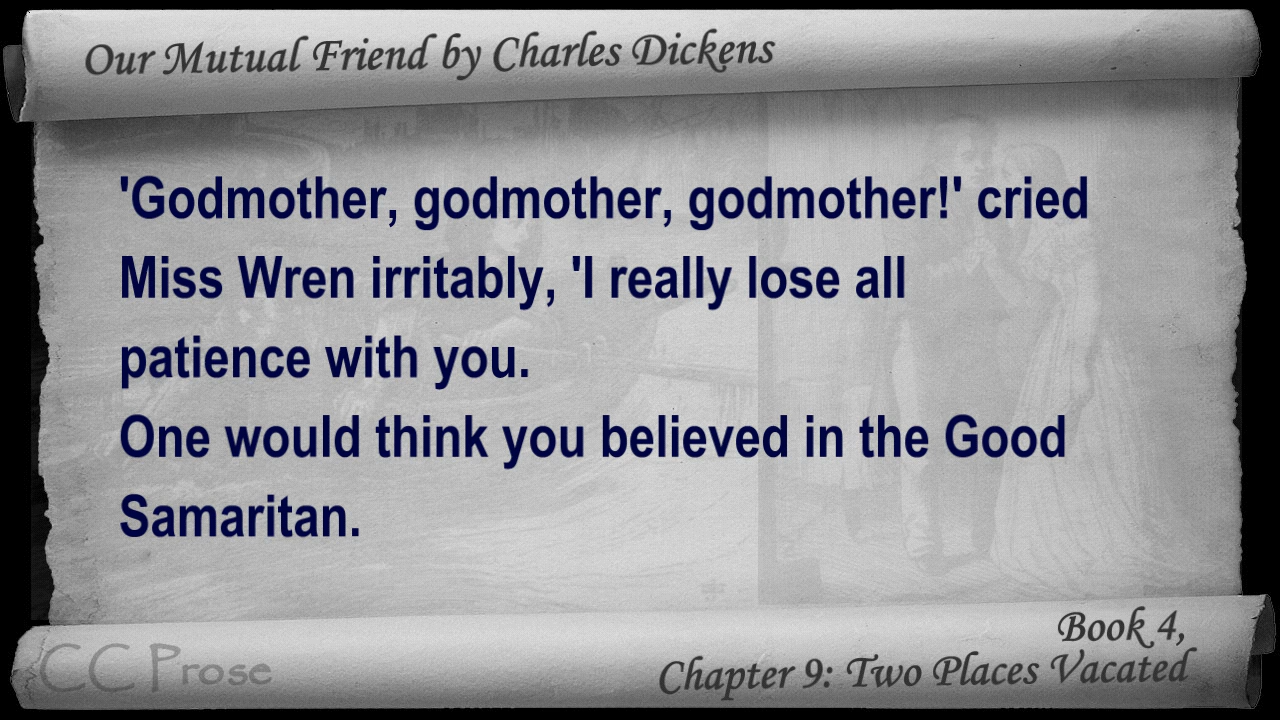 Our Mutual Friend by Charles Dickens
'Godmother, godmother, godmother!' cried
Miss Wren irritably, 'I really lose all
patience with you.
One would think you believed in the Good
Samaritan.
CC Prose
Book 4,
Chapter 9: Two Places Vacated